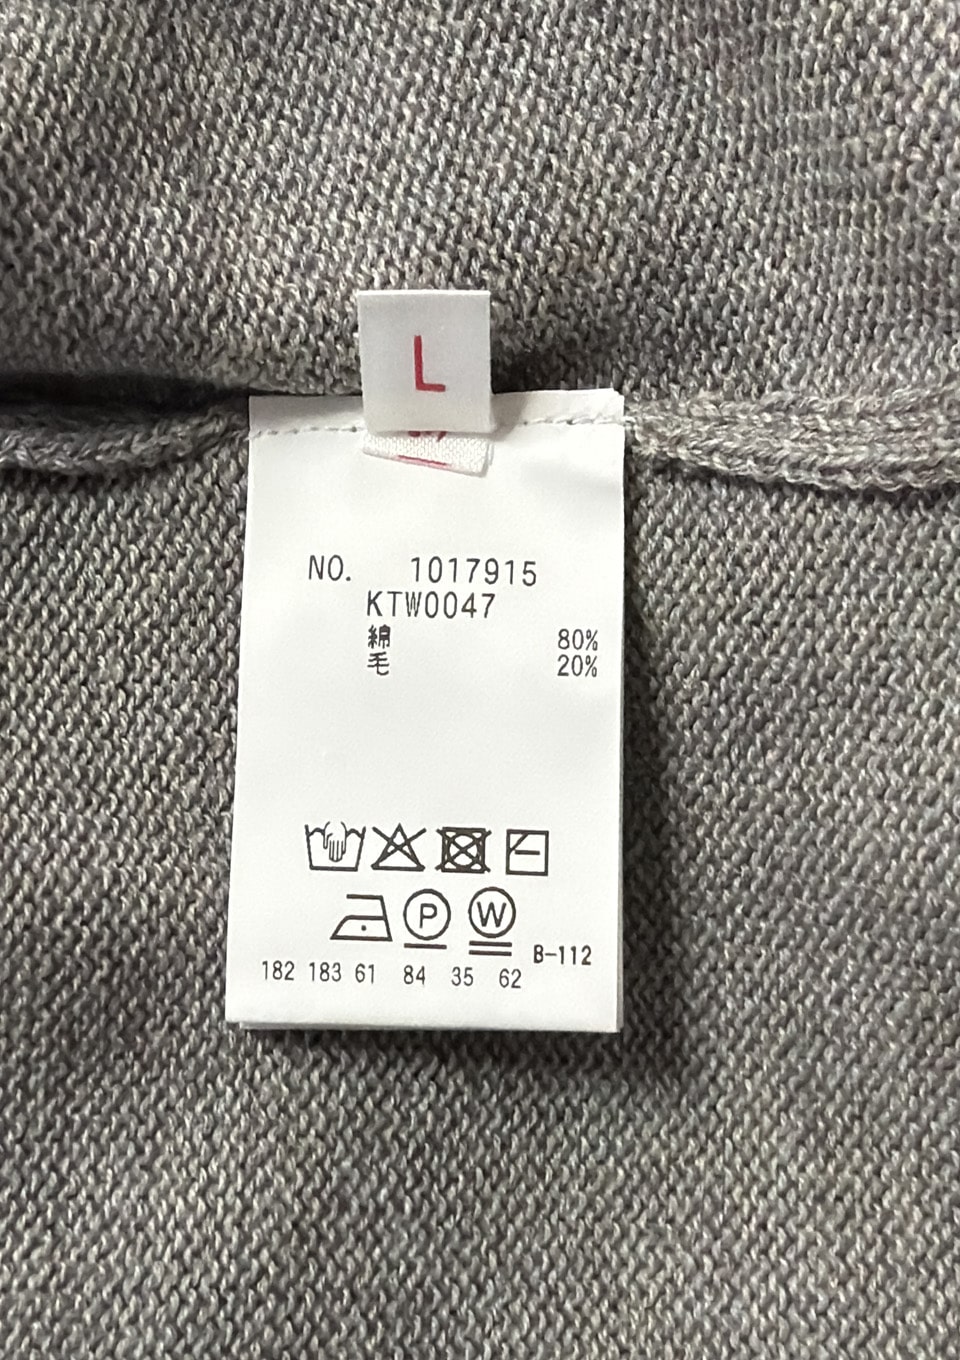 L
NO. 1017915
KTW0047
綿 80%
毛 20%
P W
B-112
182 183 61 84 35 62